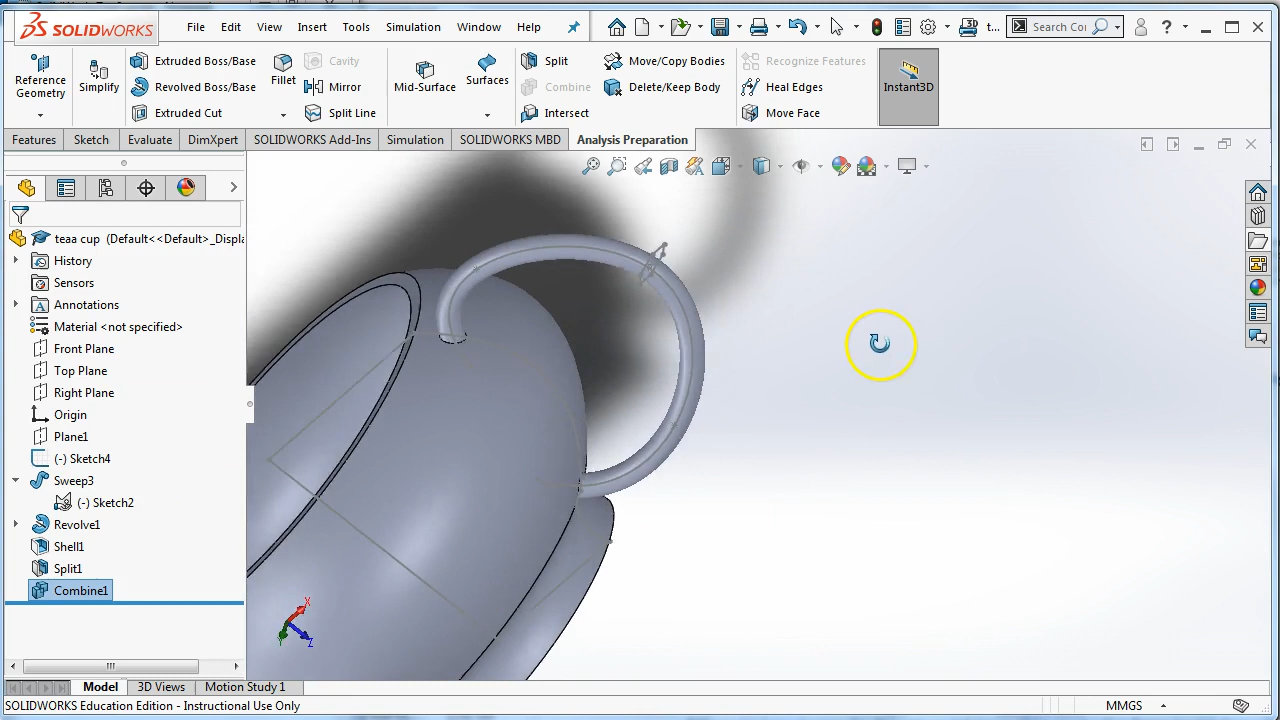 SOLIDWORKS File Edit View Insert Tools Simulation Window Help t... Search Co ?
Reference Geometry
Simplify
Extruded Boss/Base
Revolved Boss/Base
Extruded Cut
Fillet
Cavity
Mirror
Split Line
Mid-Surface
Surfaces
Split
Combine
Intersect
Move/Copy Bodies
Delete/Keep Body
Recognize Features
Heal Edges
Move Face
Instant3D
Features Sketch Evaluate DimXpert SOLIDWORKS Add-Ins Simulation SOLIDWORKS MBD Analysis Preparation
teaa cup (Default<<Default>_Displa
History
Sensors
Annotations
Material <not specified>
Front Plane
Top Plane
Right Plane
Origin
Plane1
(-) Sketch4
Sweep3
(-) Sketch2
Revolve1
Shell1
Split1
Combine1
X
Y
Z
Model 3D Views Motion Study 1
SOLIDWORKS Education Edition - Instructional Use Only MMGS